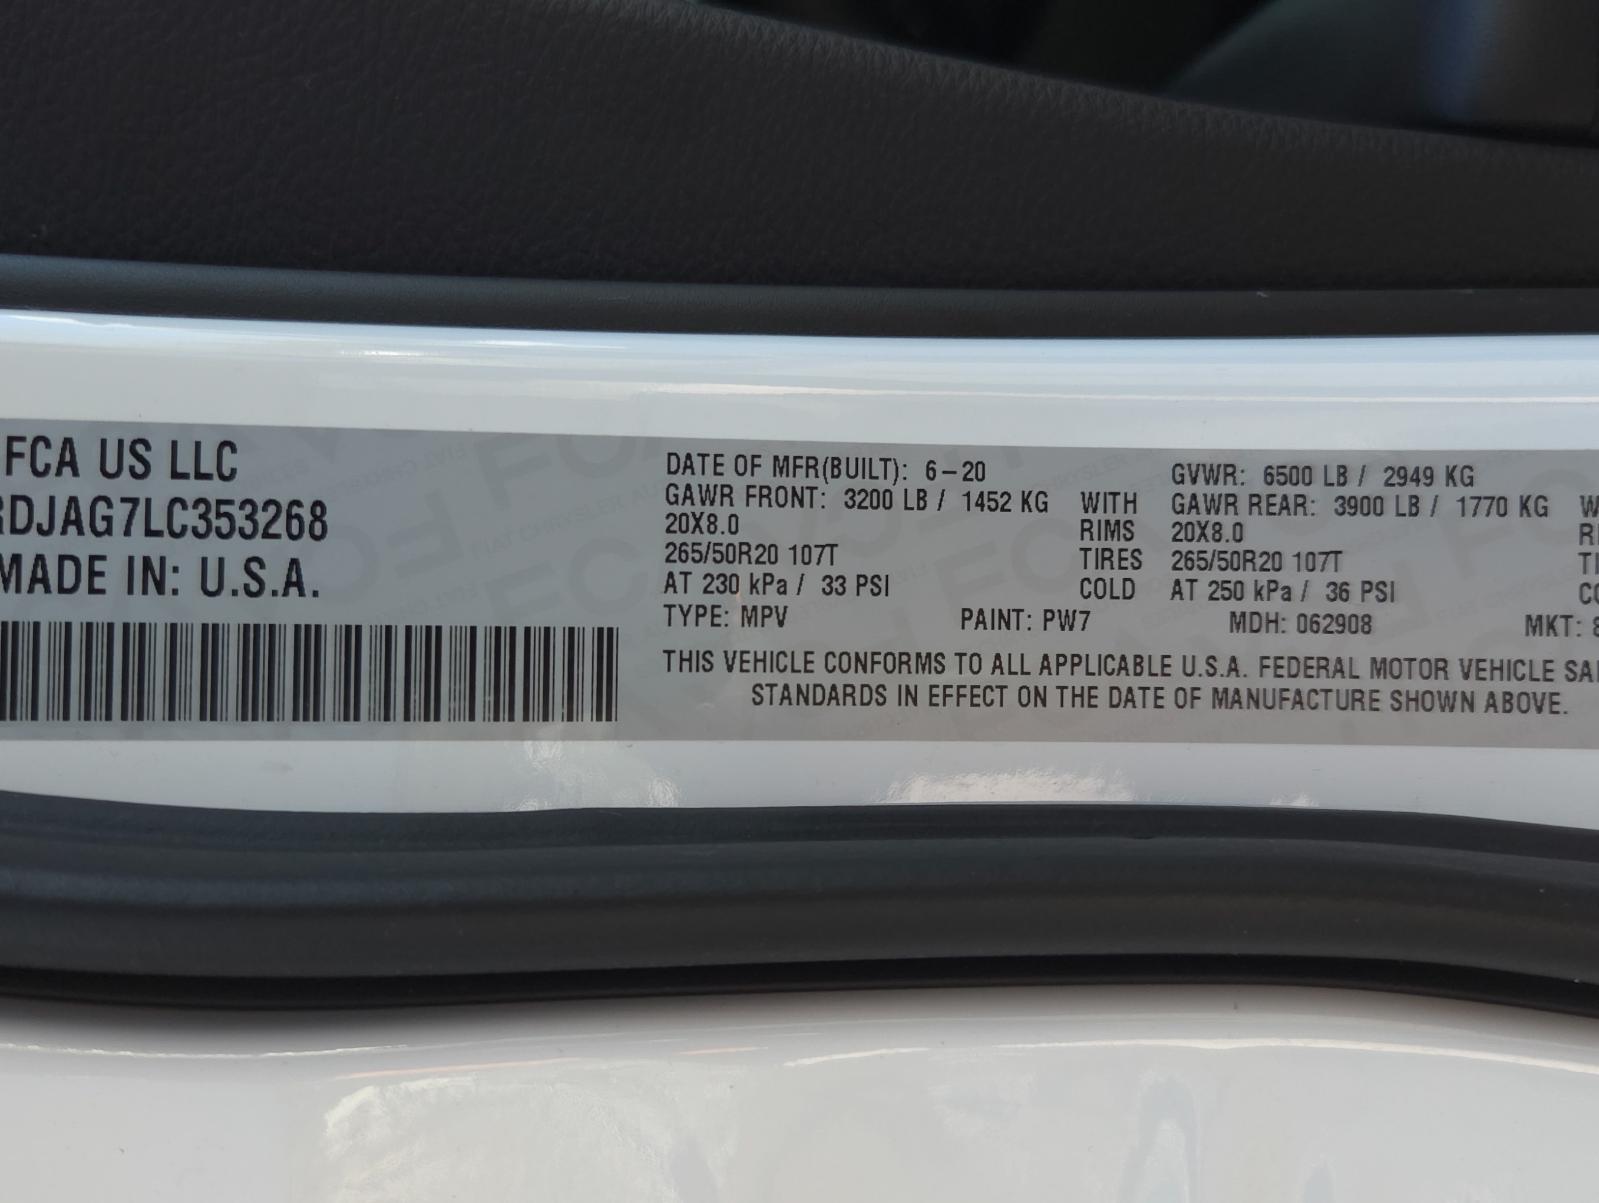 FCA US LLC
RDJAG7LC353268
MADE IN: U.S.A.
DATE OF MFR(BUILT): 6-20 GVWR: 6500 LB / 2949 KG
GAWR FRONT: 3200 LB / 1452 KG WITH GAWR REAR: 3900 LB / 1770 KG
20X8.0 RIMS 20X8.0
265/50R20 107T TIRES 265/50R20 107T
AT 230 kPa / 33 PSI COLD AT 250 kPa / 36 PSI
TYPE: MPV PAINT: PW7 MDH: 062908 MKT:
THIS VEHICLE CONFORMS TO ALL APPLICABLE U.S.A. FEDERAL MOTOR VEHICLE
STANDARDS IN EFFECT ON THE DATE OF MANUFACTURE SHOWN ABOVE.